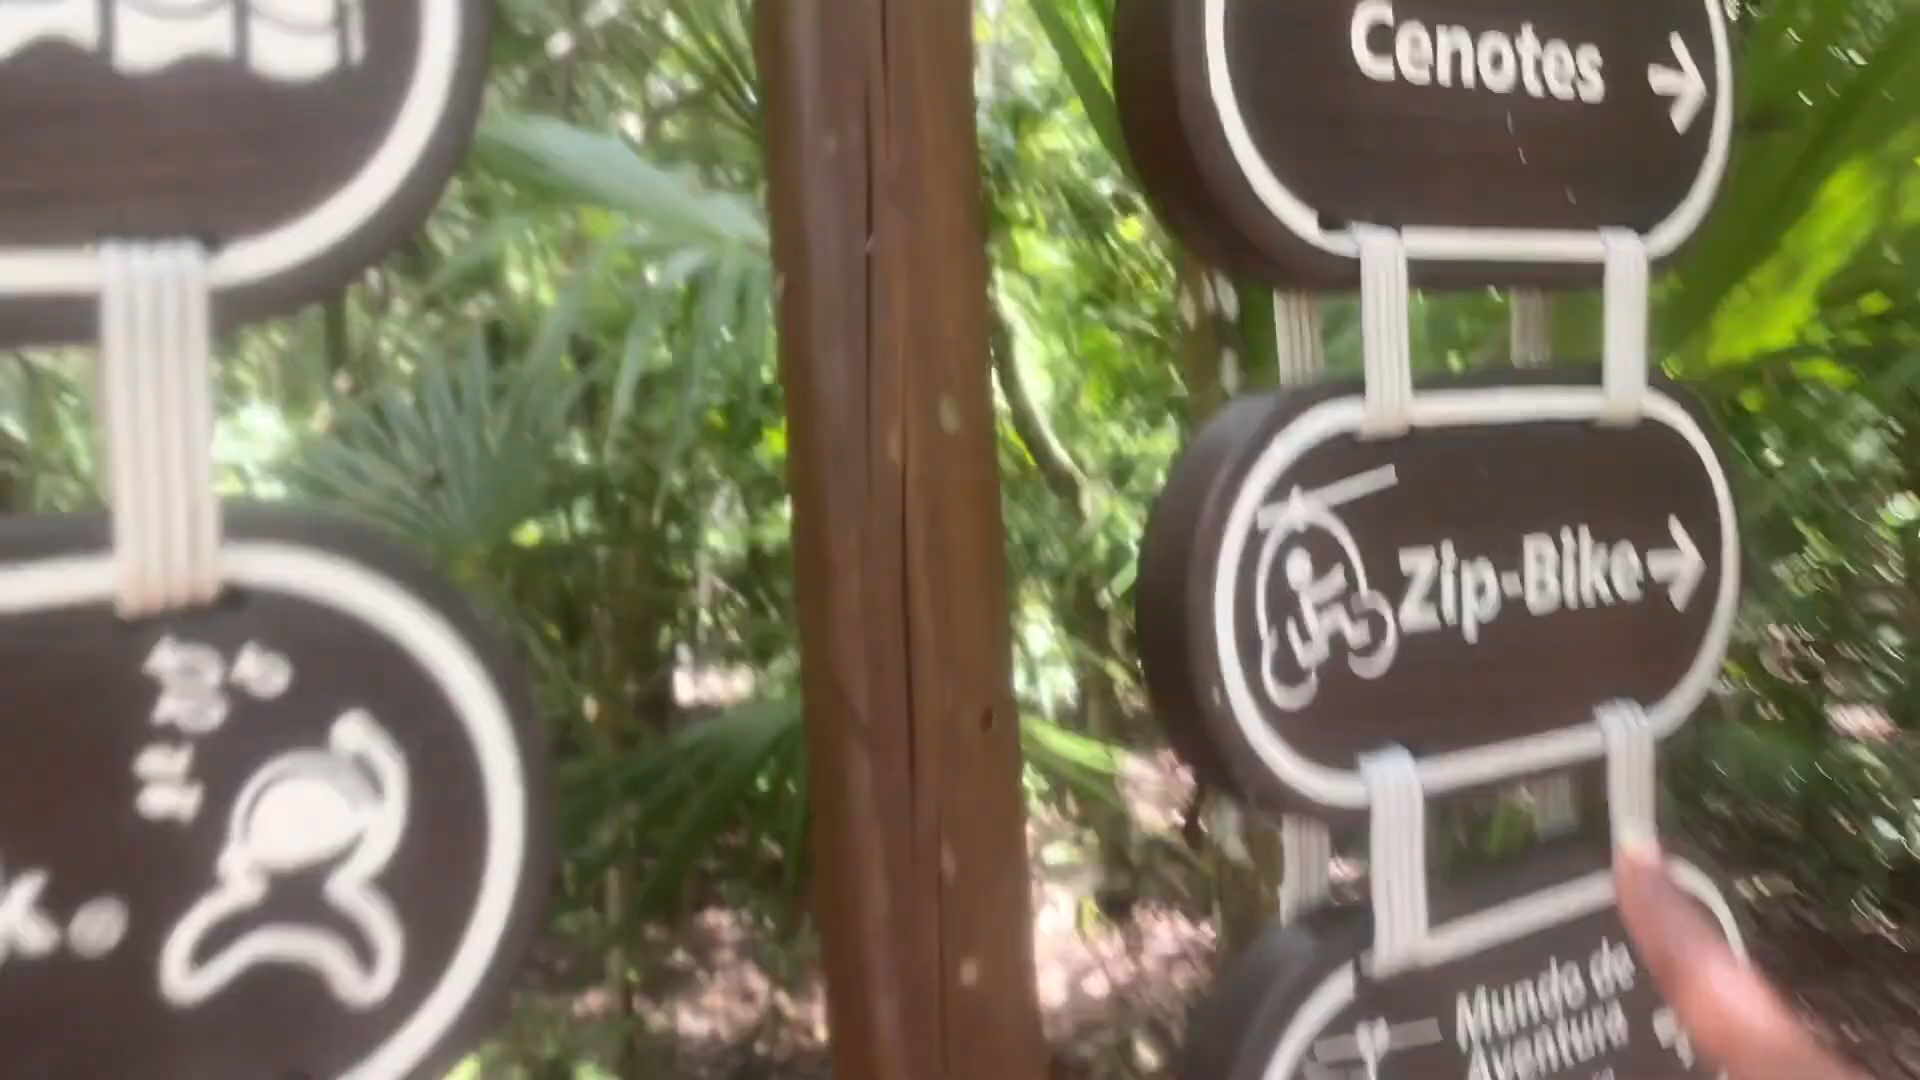 Cenotes →
Zip-Bike →
Mundo de
Aventura